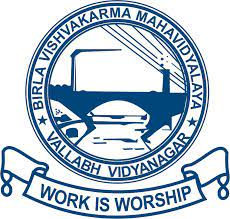 BIRLA VISHVAKARMA MAHAVIDYALAYA
VALLABH VIDYANAGAR
WORK IS WORSHIP